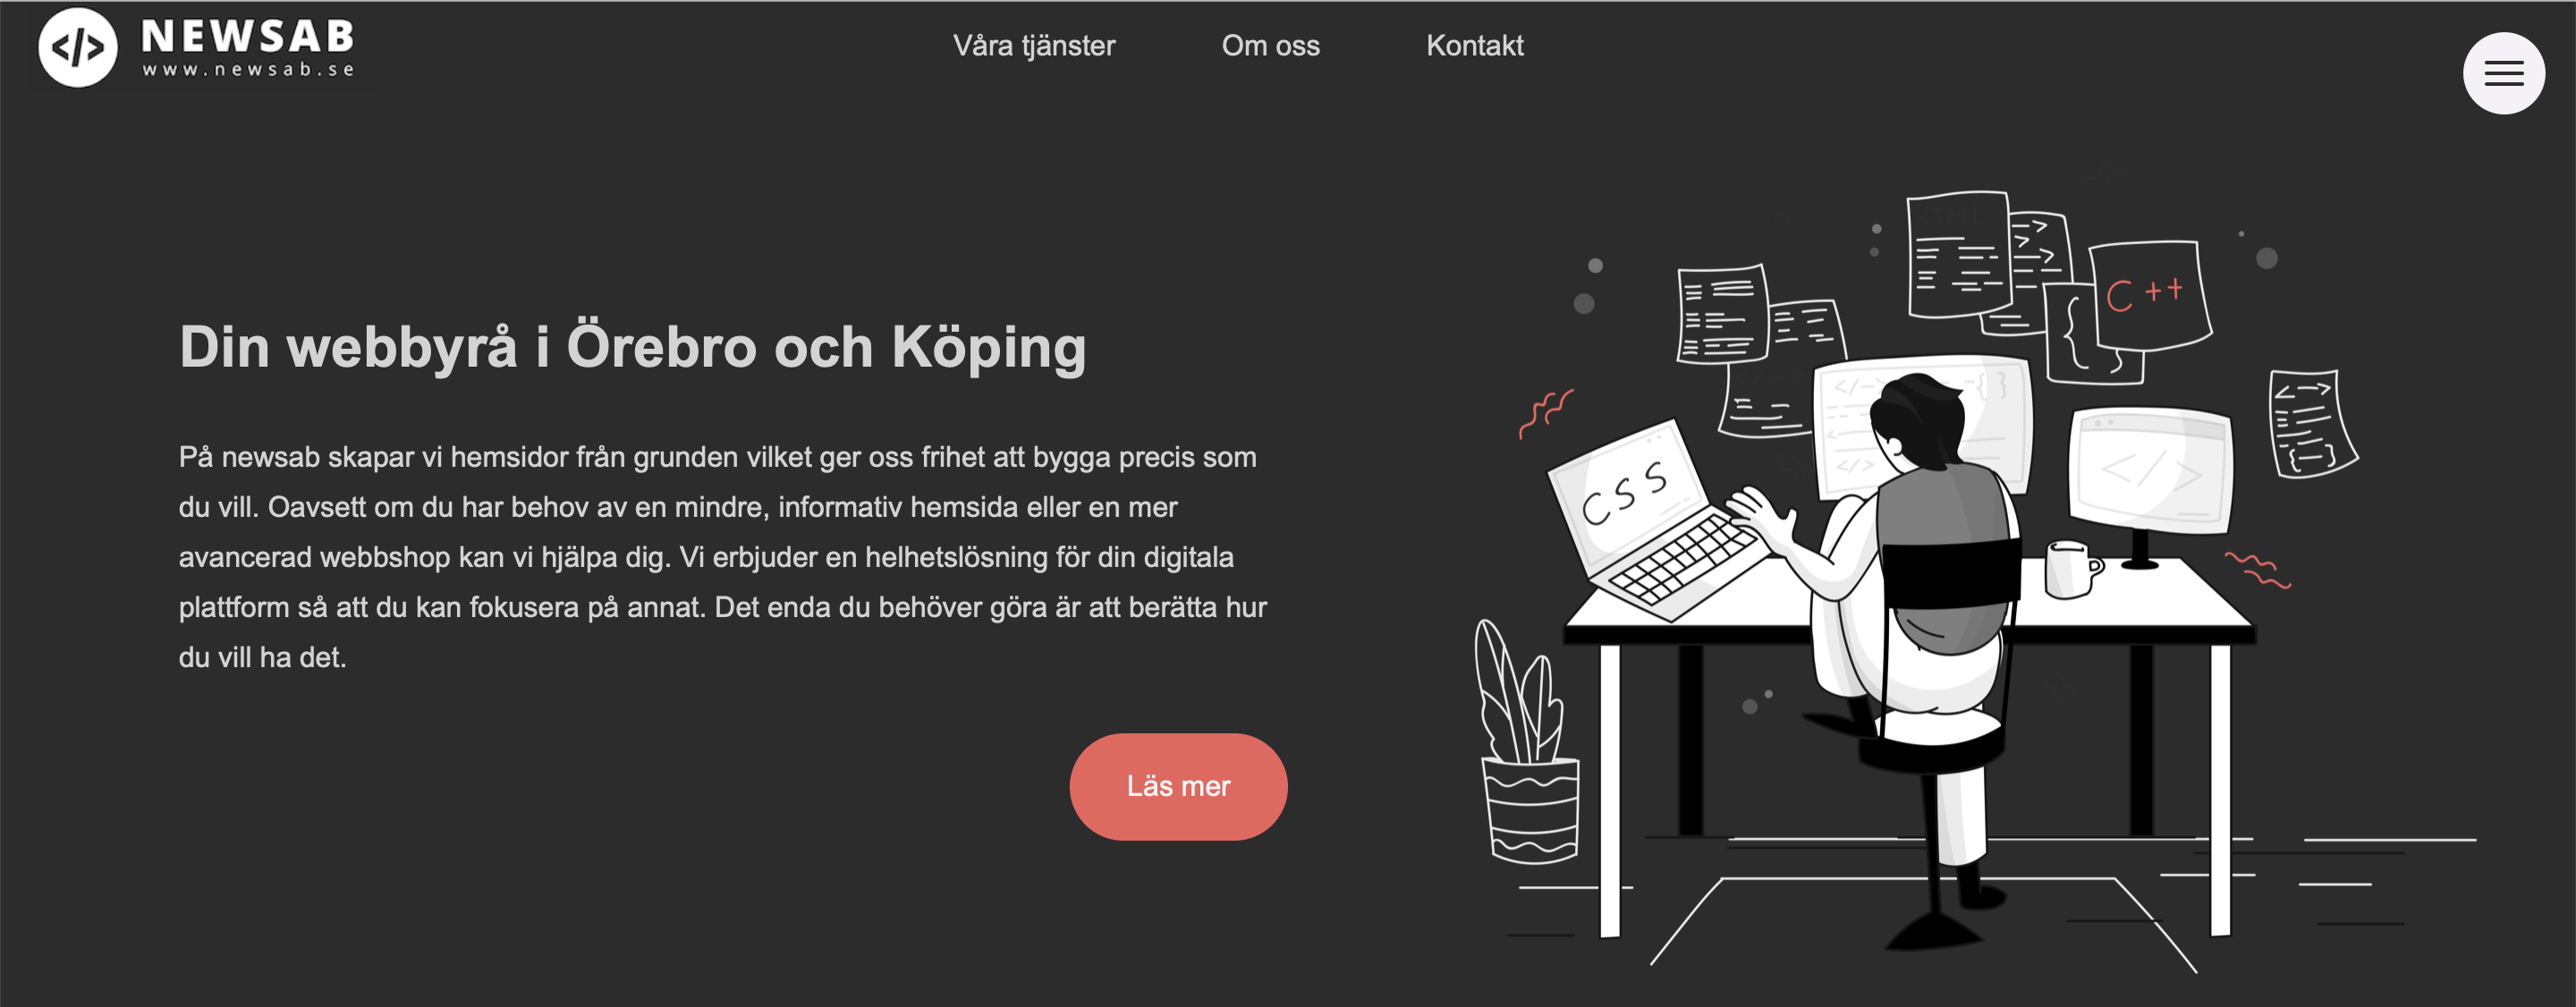 NEWSAB
www.newsab.se
Våra tjänster
Om oss
Kontakt
Din webbyrå i Örebro och Köping
På newsab skapar vi hemsidor från grunden vilket ger oss frihet att bygga precis som
du vill. Oavsett om du har behov av en mindre, informativ hemsida eller en mer
avancerad webbshop kan vi hjälpa dig. Vi erbjuder en helhetslösning för din digitala
plattform så att du kan fokusera på annat. Det enda du behöver göra är att berätta hur
du vill ha det.
Läs mer
C++
CSS